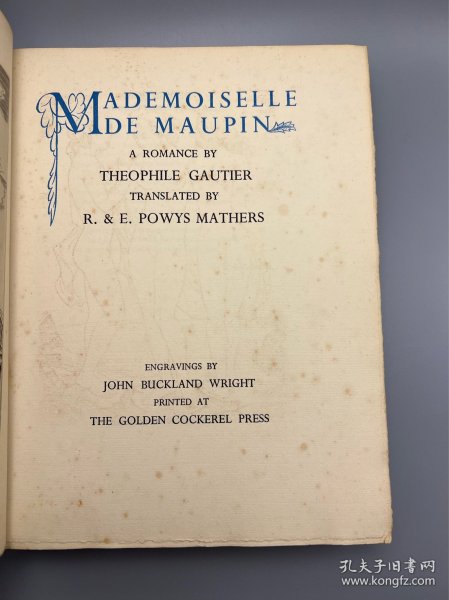 MADEMOISELLE
DE MAUPIN
A ROMANCE BY
THEOPHILE GAUTIER
TRANSLATED BY
R. & E. POWYS MATHERS
ENGRAVINGS BY
JOHN BUCKLAND WRIGHT
PRINTED AT
THE GOLDEN COCKEREL PRESS
孔夫子旧书网
www.kongfz.com